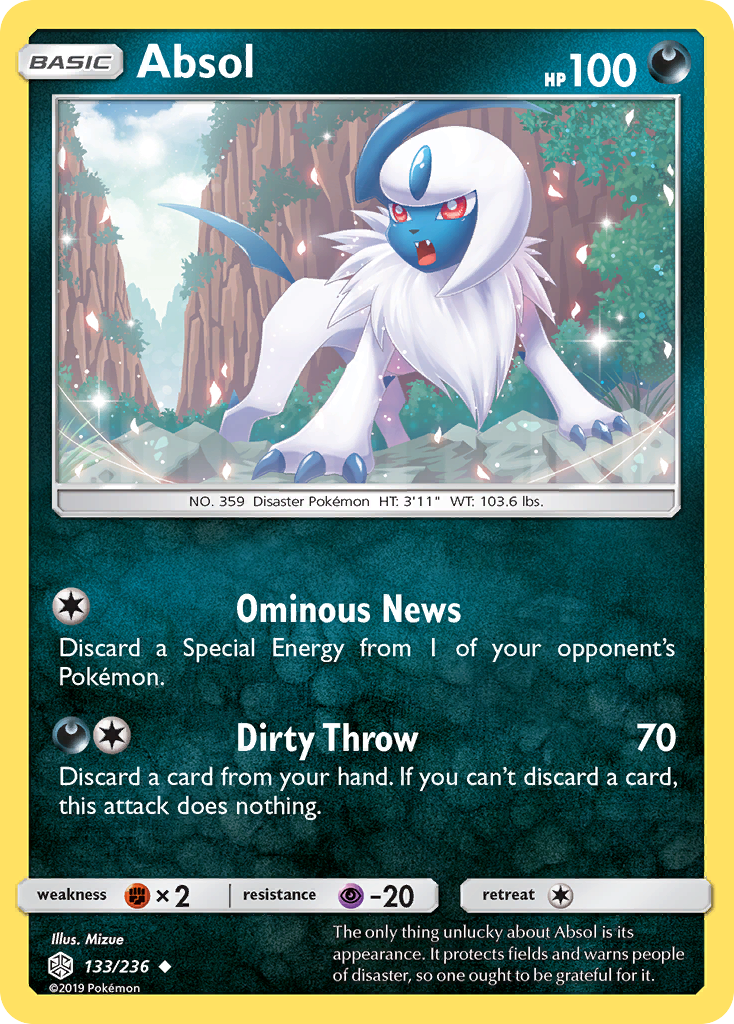 BASIC Absol HP 100
NO. 359 Disaster Pokémon HT: 3'11" WT: 103.6 lbs.
Ominous News
Discard a Special Energy from 1 of your opponent's
Pokémon.
Dirty Throw 70
Discard a card from your hand. If you can't discard a card,
this attack does nothing.
weakness ×2 resistance -20 retreat
Illus. Mizue
133/236
©2019 Pokémon
The only thing unlucky about Absol is its
appearance. It protects fields and warns people
of disaster, so one ought to be grateful for it.